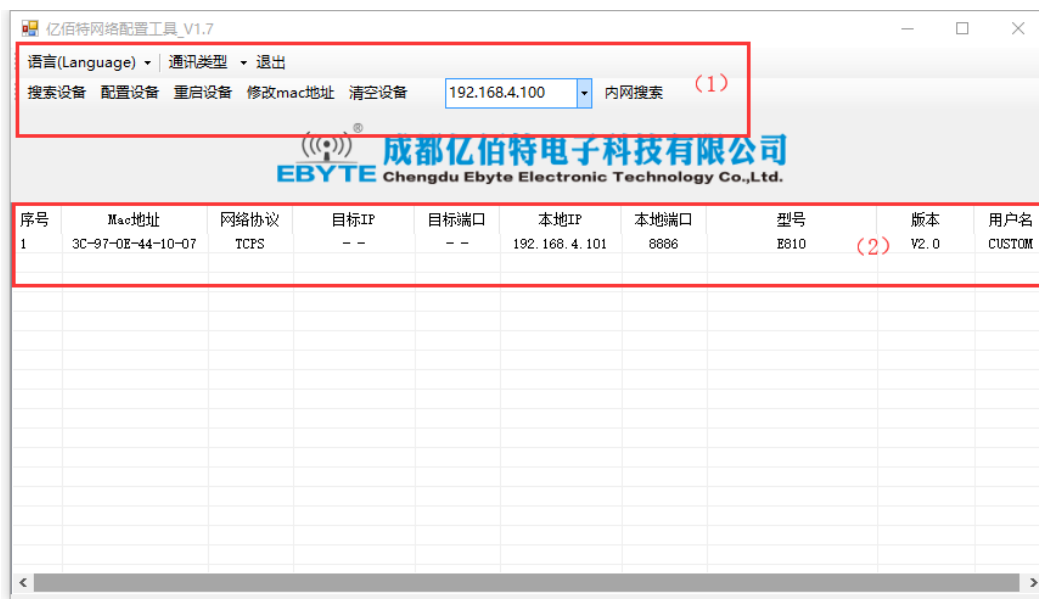 亿佰特网络配置工具_V1.7
语言(Language) 通讯类型 退出
搜索设备 配置设备 重启设备 修改mac地址 清空设备 192.168.4.100 内网搜索 (1)
® 成都亿佰特电子科技有限公司
EBYTE Chengdu Ebyte Electronic Technology Co.,Ltd.
序号 Mac地址 网络协议 目标IP 目标端口 本地IP 本地端口 型号 版本 用户名
1 3C-97-0E-44-10-07 TCPS -- -- 192.168.4.101 8886 E810 (2) V2.0 CUSTOM